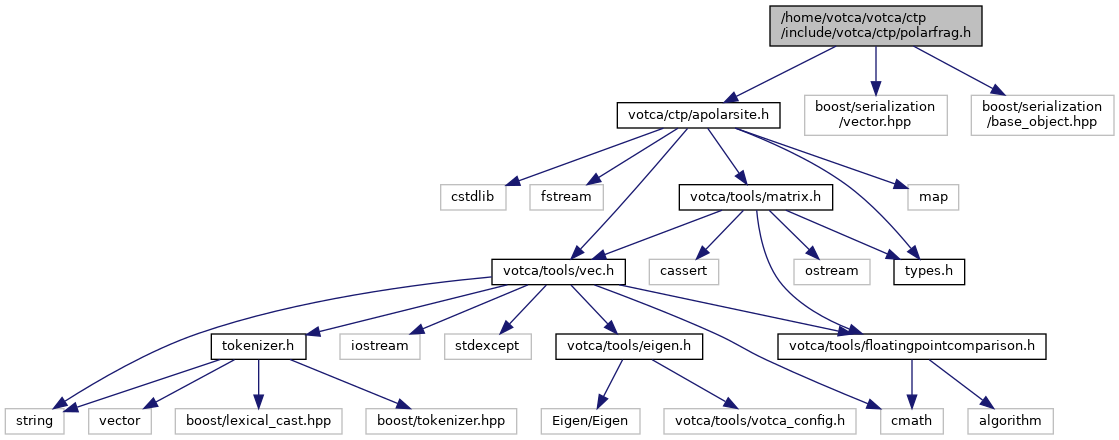 /home/votca/votca/ctp
/include/votca/ctp/polarfrag.h
votca/ctp/apolarsite.h
boost/serialization
/vector.hpp
boost/serialization
/base_object.hpp
cstdlib
fstream
votca/tools/matrix.h
map
votca/tools/vec.h
cassert
ostream
types.h
tokenizer.h
iostream
stdexcept
votca/tools/eigen.h
votca/tools/floatingpointcomparison.h
string
vector
boost/lexical_cast.hpp
boost/tokenizer.hpp
Eigen/Eigen
votca/tools/votca_config.h
cmath
algorithm